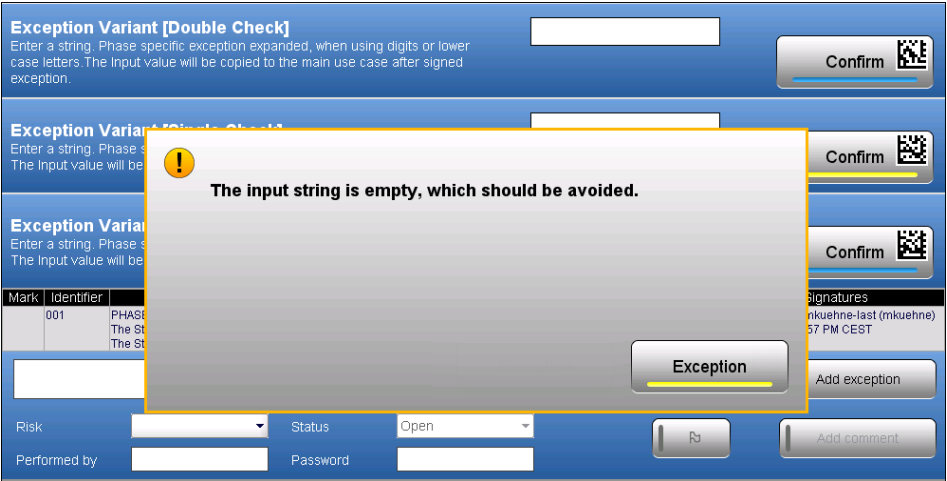 Exception Variant [Double Check]
Enter a string. Phase specific exception expanded, when using digits or lower
case letters.The Input value will be copied to the main use case after signed
exception.
Confirm
Exception Variant [Single Check]
Enter a string. Phase
The Input value will be
Confirm
The input string is empty, which should be avoided.
Exception
Exception
Enter a string. Phase
The Input value will be
Confirm
Mark Identifier Signatures
001 PHASE mkuehne-last (mkuehne)
The 57 PM CEST
The
Add exception
Risk Status Open
Add comment
Performed by Password